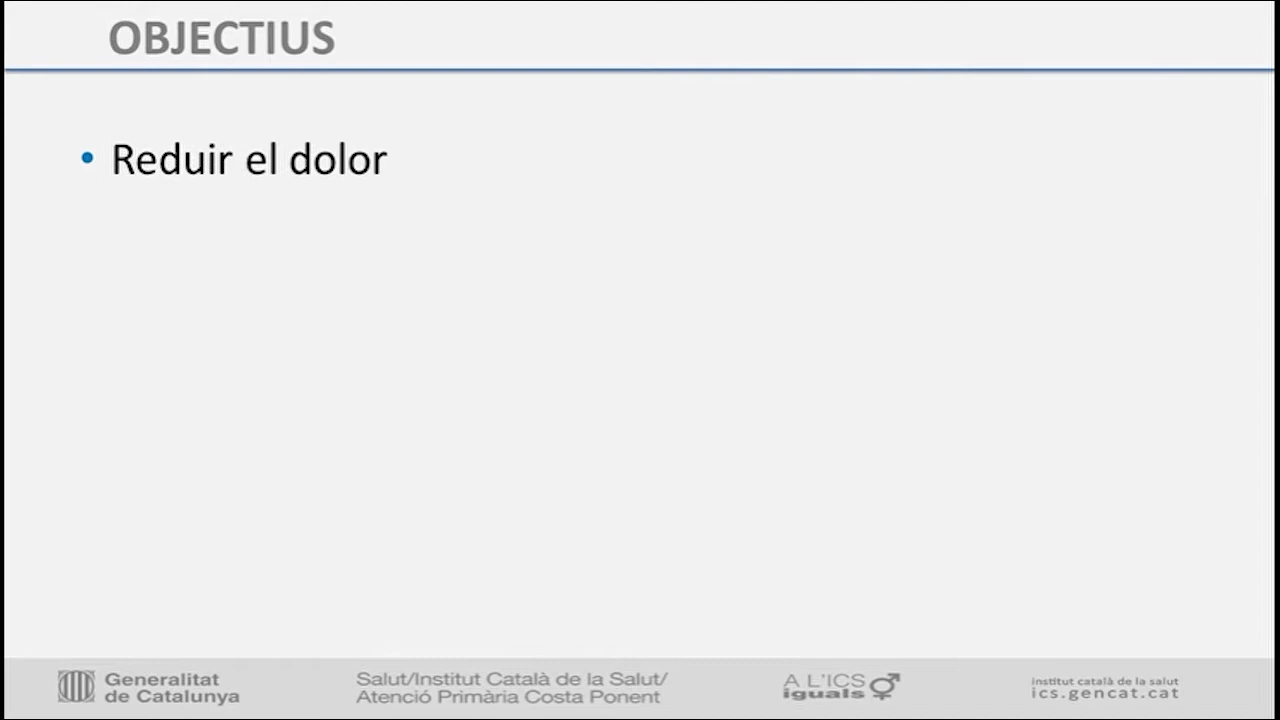 OBJECTIUS
• Reduir el dolor
Generalitat
de Catalunya
Salut/Institut Català de la Salut/
Atenció Primària Costa Ponent
A L'ICS
iguals
institut català de la salut
ics.gencat.cat